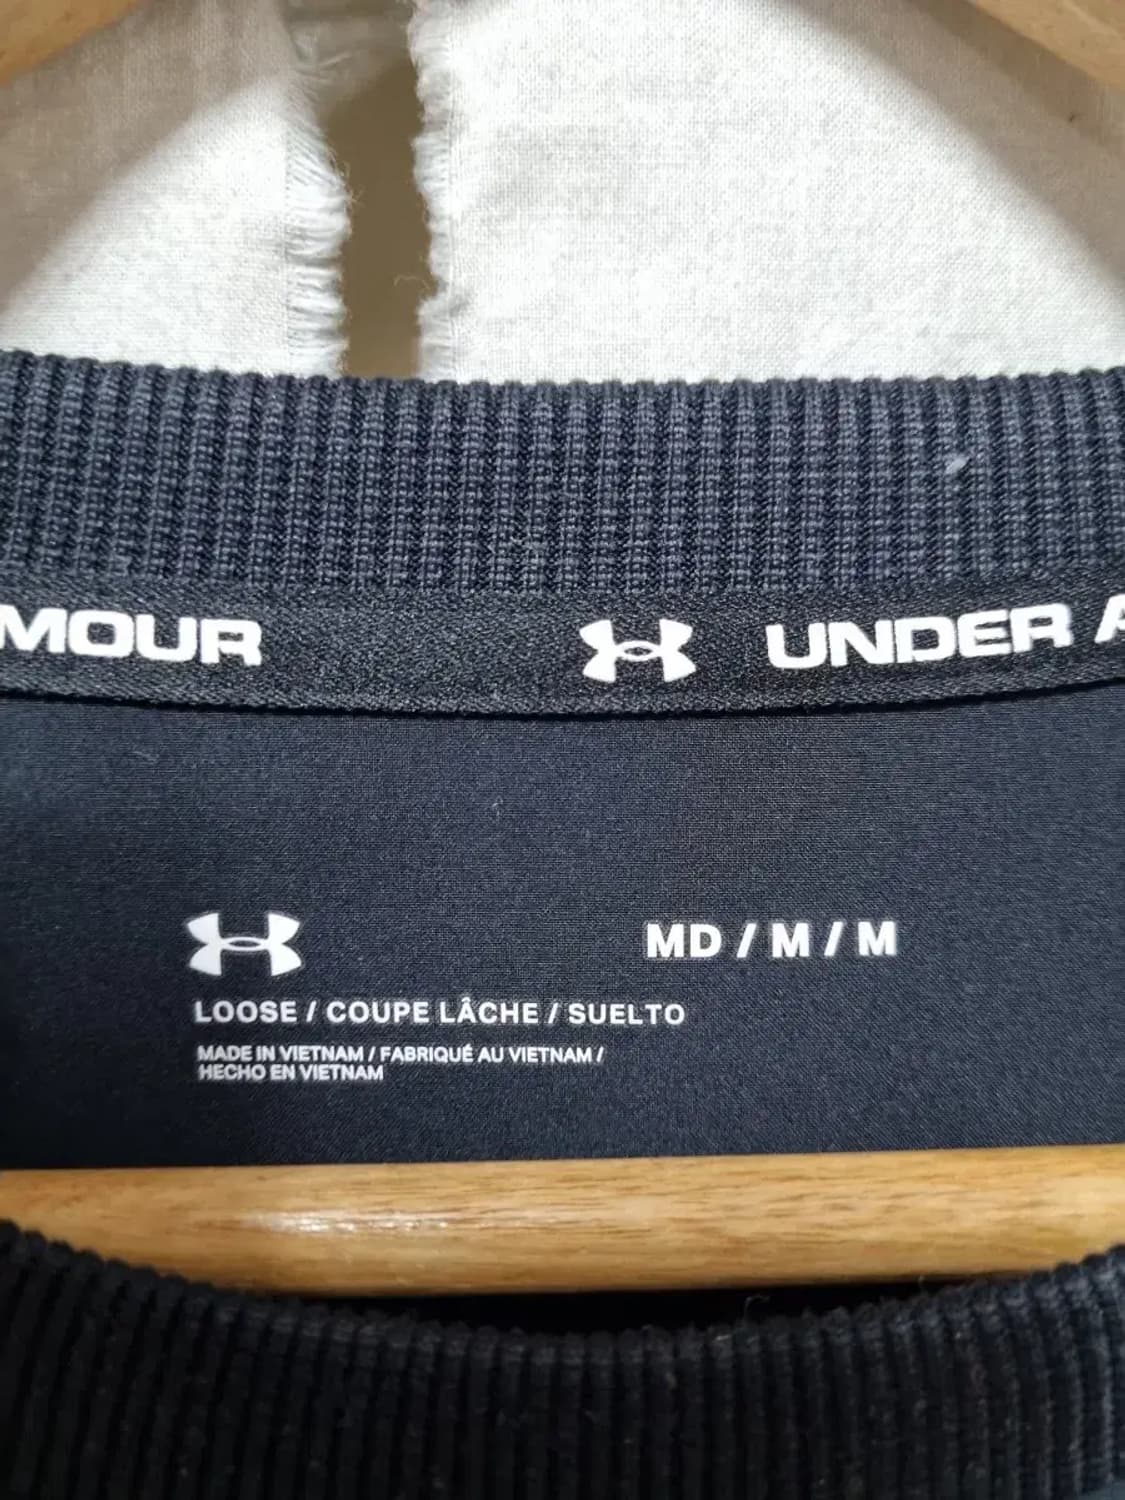 MOUR UNDER A
MD / M / M
LOOSE / COUPE LÂCHE / SUELTO
MADE IN VIETNAM / FABRIQUÉ AU VIETNAM /
HECHO EN VIETNAM